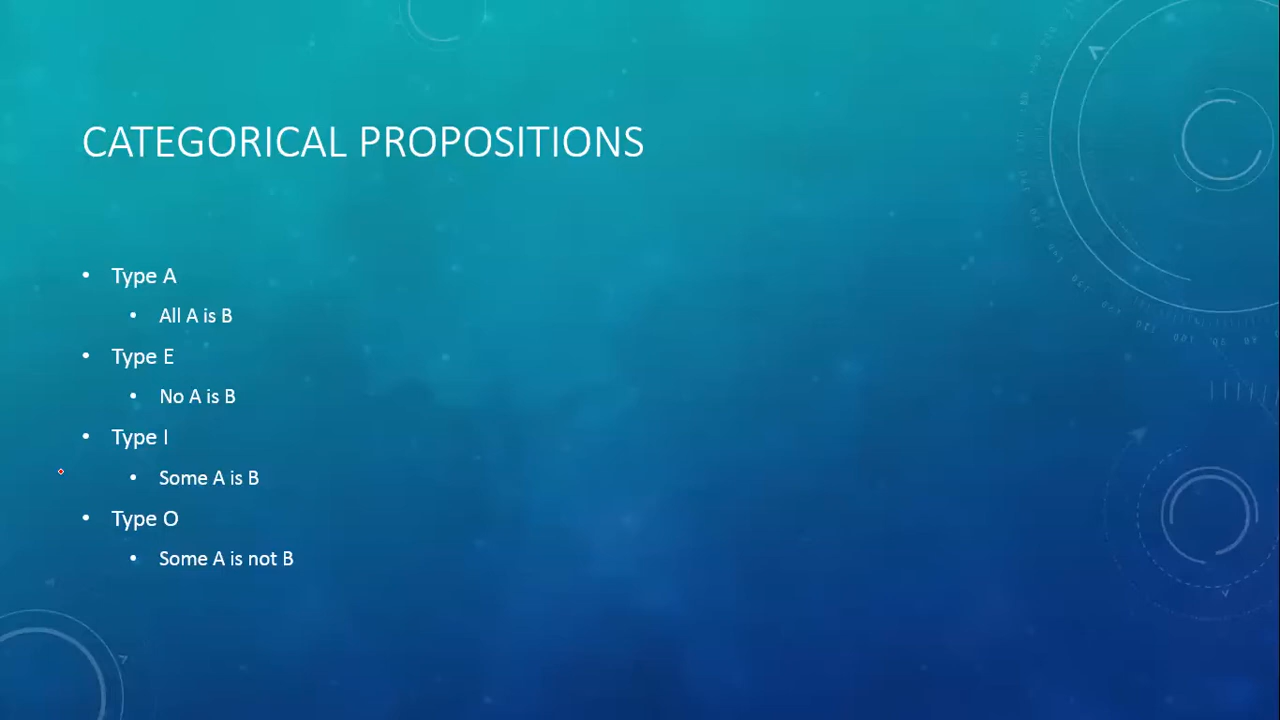 CATEGORICAL PROPOSITIONS
• Type A
• All A is B
• Type E
• No A is B
• Type I
• Some A is B
• Type O
• Some A is not B